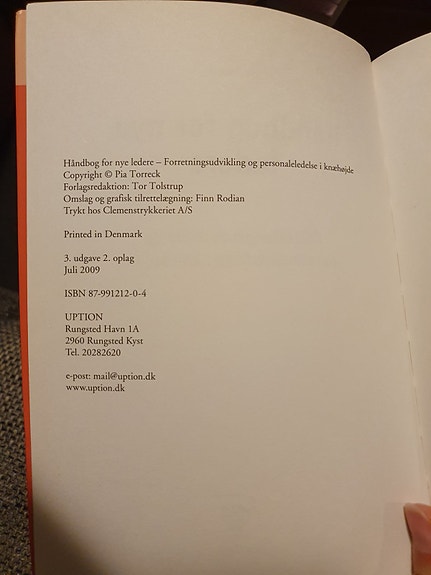 Håndbog for nye ledere – Forretningsudvikling og personaleledelse i knæhøjde
Copyright © Pia Torreck
Forlagsredaktion: Tor Tolstrup
Omslag og grafisk tilrettelægning: Finn Rodian
Trykt hos Clemenstrykkeriet A/S
Printed in Denmark
3. udgave 2. oplag
Juli 2009
ISBN 87-991212-0-4
UPTION
Rungsted Havn 1A
2960 Rungsted Kyst
Tel. 20282620
e-post: mail@uption.dk
www.uption.dk